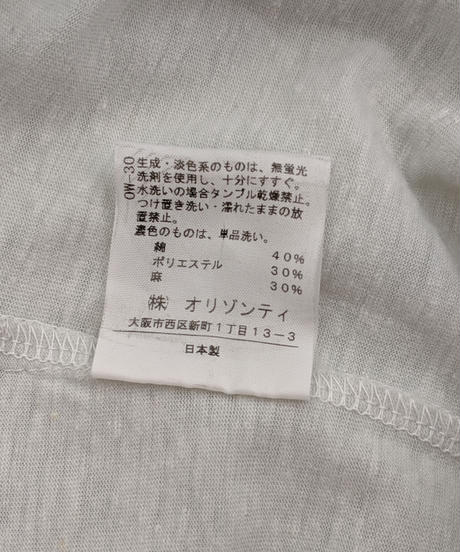 OW-30
生成・淡色系のものは、無蛍光
洗剤を使用し、十分にすすぐ。
水洗いの場合タンブル乾燥禁止。
つけ置き洗い・濡れたままの放
置禁止。
濃色のものは、単品洗い。
綿 40%
ポリエステル 30%
麻 30%
㈱ オリゾンティ
大阪市西区新町1丁目13-3
日本製